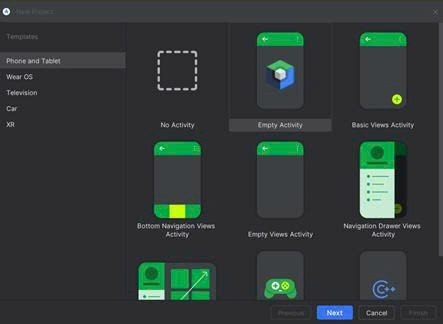 New Project
Templates
Phone and Tablet
Wear OS
Television
Car
XR
No Activity
Empty Activity
Basic Views Activity
Bottom Navigation Views
Activity
Empty Views Activity
Navigation Drawer Views
Activity
C++
Previous
Next
Cancel
Finish